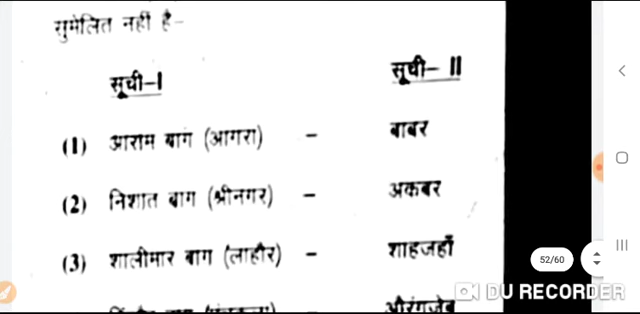 सुमेलित नहीं है-
सूची-I सूची- II
(1) आराम बाग (आगरा) - बाबर
(2) निशात बाग (श्रीनगर) - अकबर
(3) शालीमार बाग (लाहौर) - शाहजहाँ
औरंगजेब
52/60
DU RECORDER